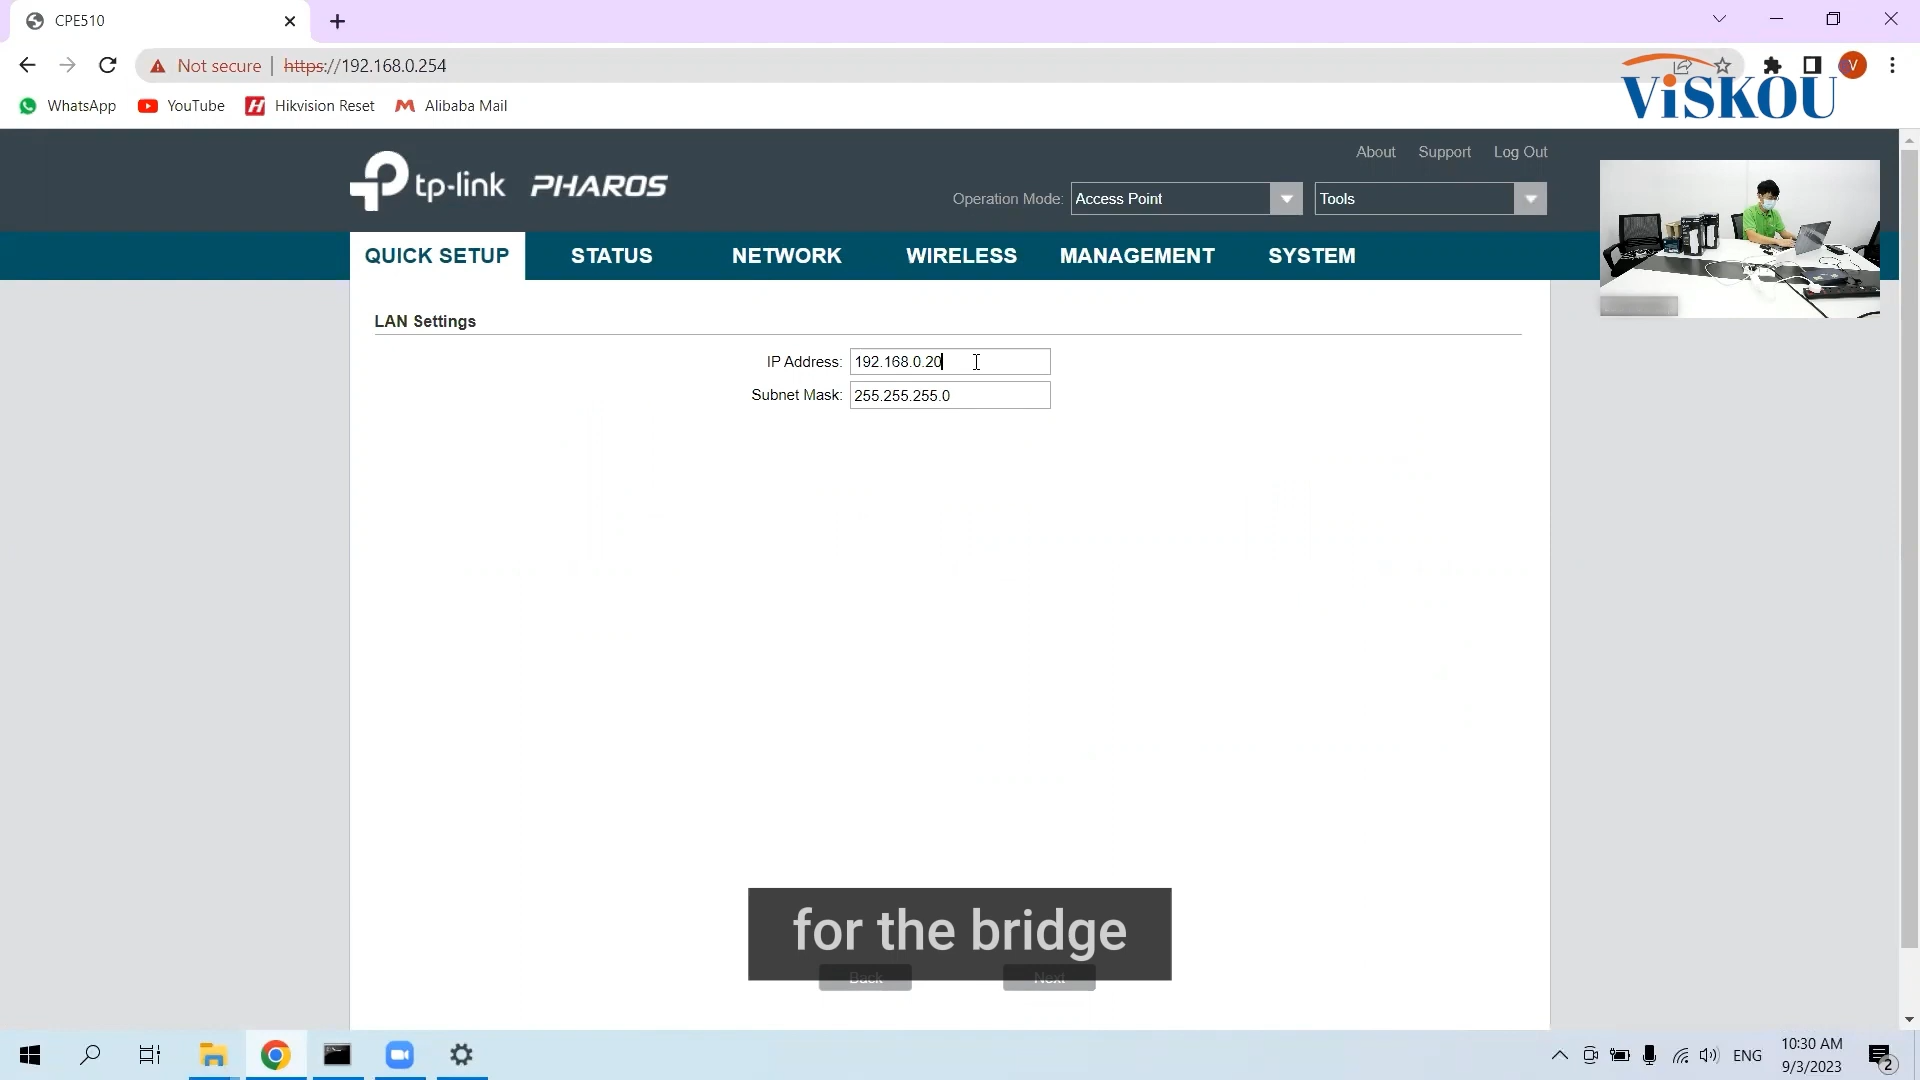 CPE510
Not secure | https://192.168.0.254
WhatsApp YouTube Hikvision Reset Alibaba Mail
ViSKOU
V
About Support Log Out
tp-link PHAROS
Operation Mode: Access Point Tools
QUICK SETUP STATUS NETWORK WIRELESS MANAGEMENT SYSTEM
LAN Settings
IP Address: 192.168.0.20
Subnet Mask: 255.255.255.0
for the bridge
Back Next
ENG
10:30 AM
9/3/2023
2